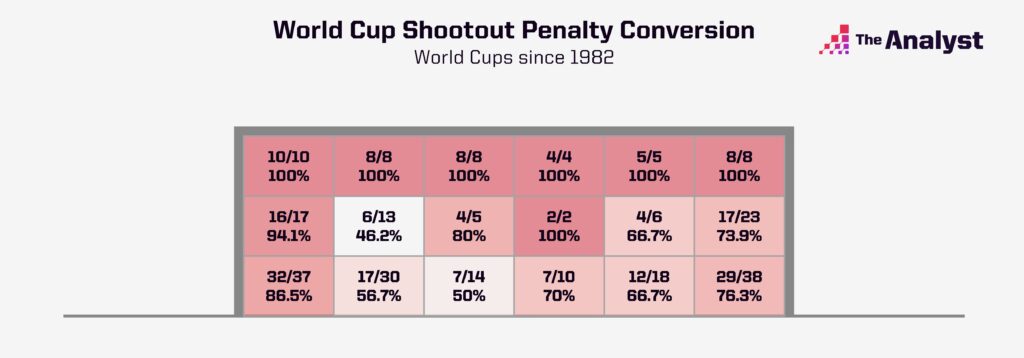 World Cup Shootout Penalty Conversion
World Cups since 1982
The Analyst
10/10 8/8 8/8 4/4 5/5 8/8
100% 100% 100% 100% 100% 100%
16/17 6/13 4/5 2/2 4/6 17/23
94.1% 46.2% 80% 100% 66.7% 73.9%
32/37 17/30 7/14 7/10 12/18 29/38
86.5% 56.7% 50% 70% 66.7% 76.3%